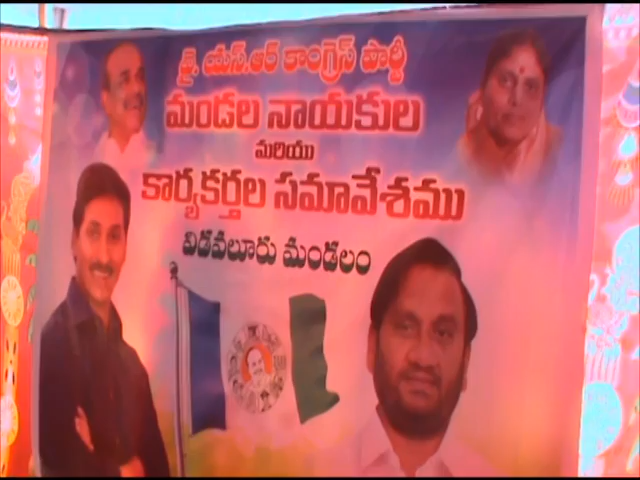 వై. యస్.ఆర్ కాంగ్రెస్ పార్టీ
మండల నాయకుల
మరియు
కార్యకర్తల సమావేశము
విడవలూరు మండలం